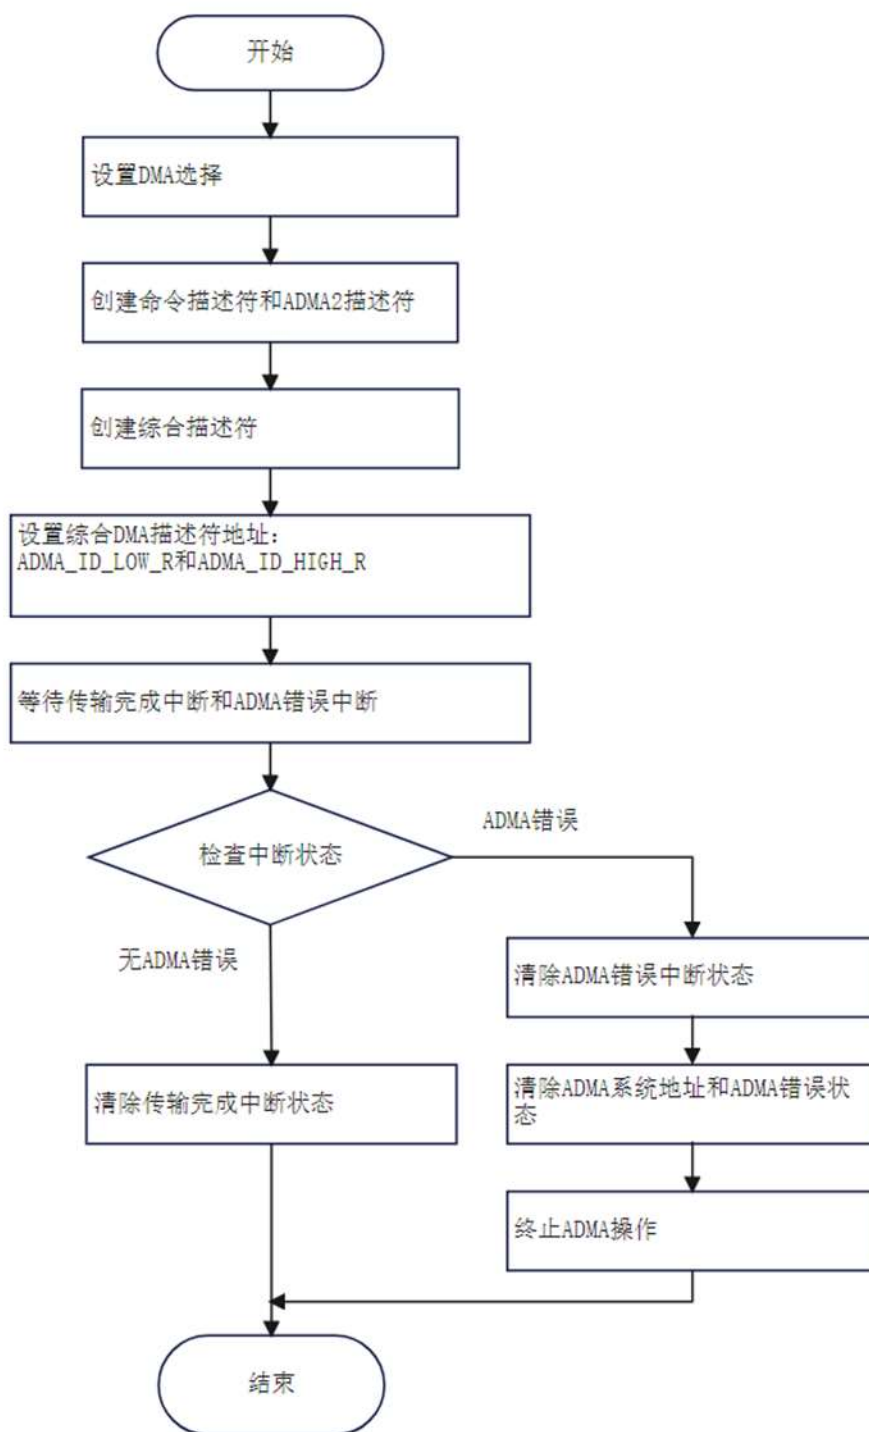 开始
设置DMA选择
创建命令描述符和ADMA2描述符
创建综合描述符
设置综合DMA描述符地址:
ADMA_ID_LOW_R和ADMA_ID_HIGH_R
等待传输完成中断和ADMA错误中断
检查中断状态
ADMA错误
无ADMA错误
清除传输完成中断状态
清除ADMA错误中断状态
清除ADMA系统地址和ADMA错误状
态
终止ADMA操作
结束